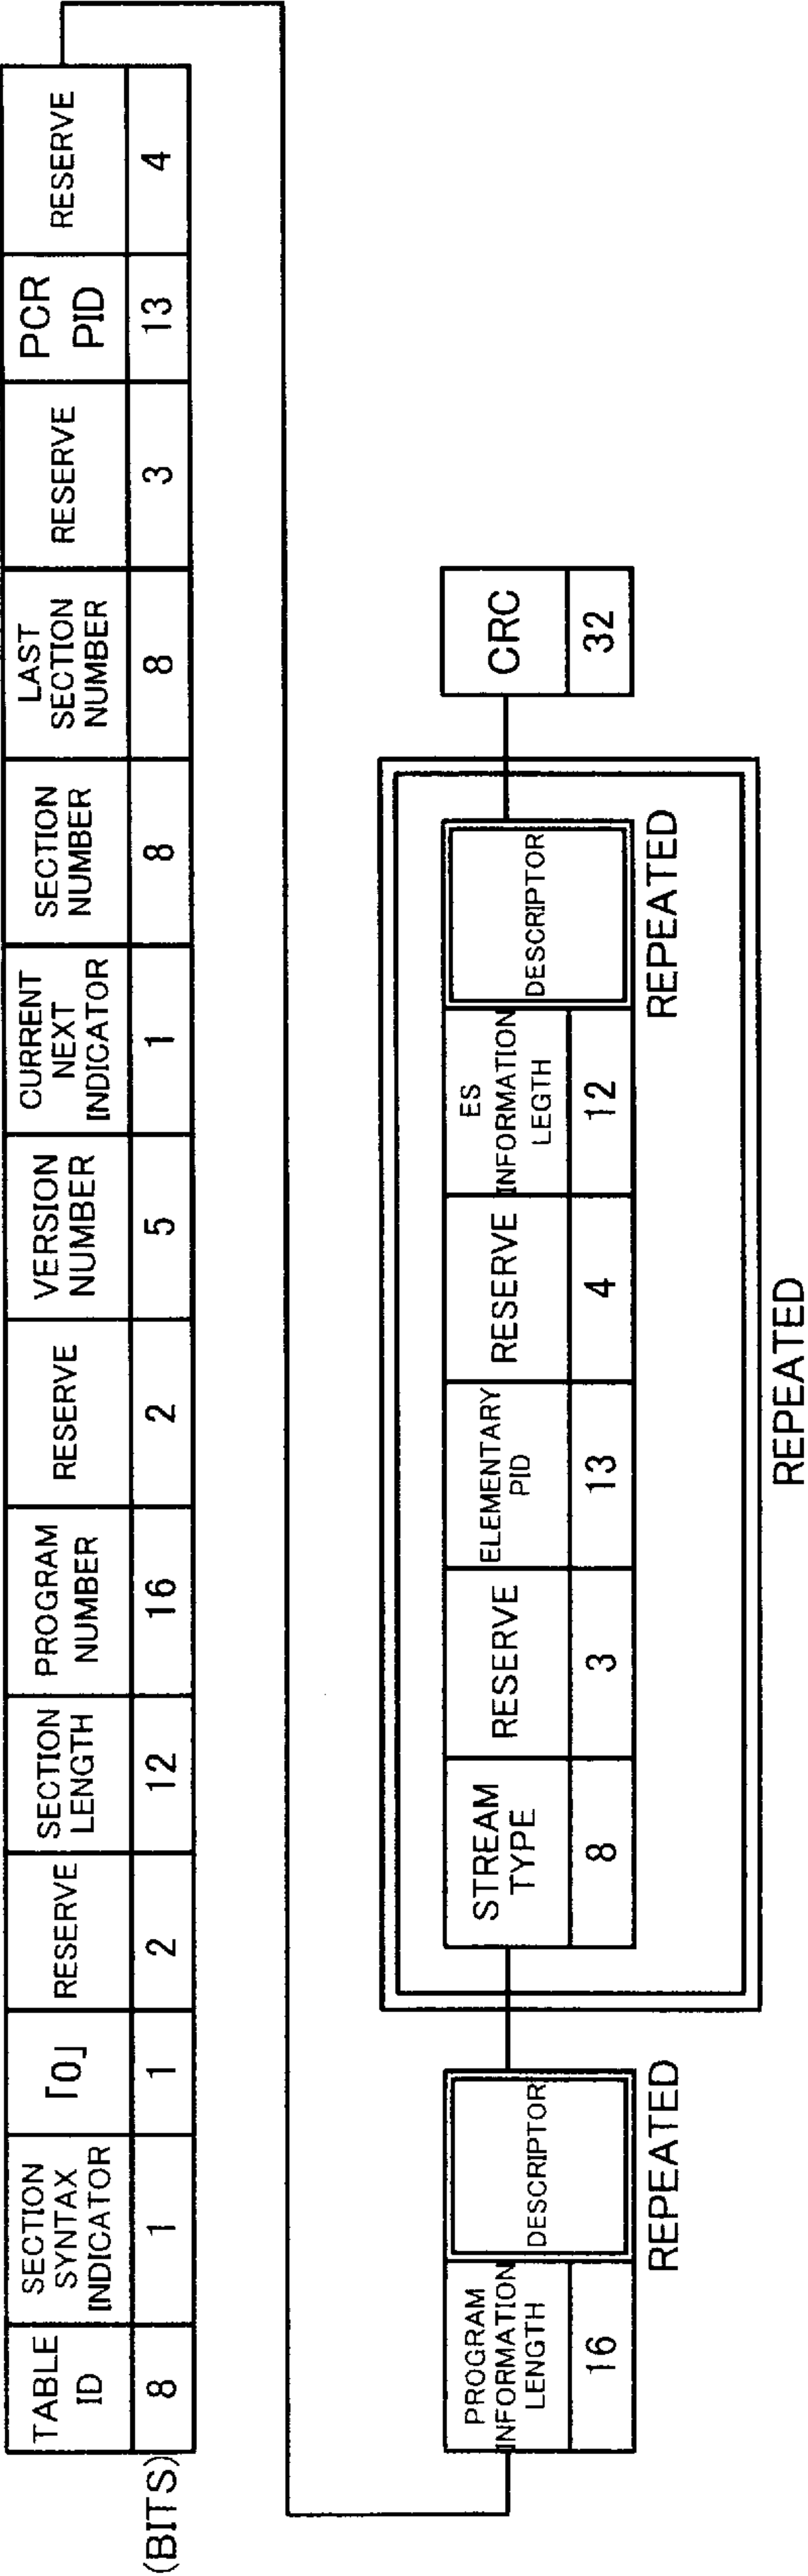 TABLE
ID
SECTION
SYNTAX
INDICATOR
「0」
RESERVE
SECTION
LENGTH
PROGRAM
NUMBER
RESERVE
VERSION
NUMBER
CURRENT
NEXT
INDICATOR
SECTION
NUMBER
LAST
SECTION
NUMBER
RESERVE
PCR
PID
RESERVE
(BITS)
8
1
1
2
12
16
2
5
1
8
8
3
13
4
PROGRAM
INFORMATION
LENGTH
16
DESCRIPTOR
REPEATED
STREAM
TYPE
RESERVE
ELEMENTARY
PID
RESERVE
ES
INFORMATION
LEGTH
DESCRIPTOR
8
3
13
4
12
REPEATED
REPEATED
CRC
32